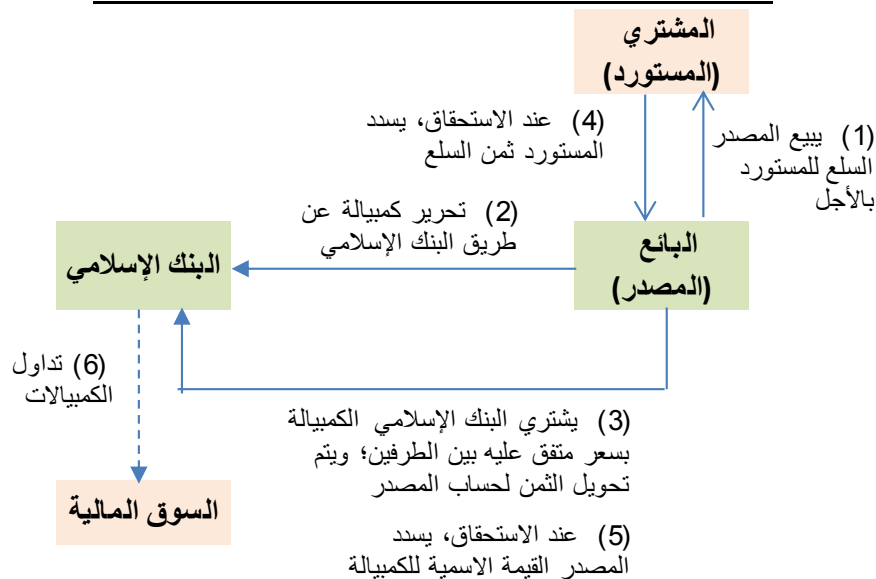 المشتري
(المستورد)
(1) يبيع المصدر
السلع للمستورد
بالأجل
(4) عند الاستحقاق، يسدد
المستورد ثمن السلع
(2) تحرير كمبيالة عن
طريق البنك الإسلامي
البائع
(المصدر)
البنك الإسلامي
(6) تداول
الكمبيالات
(3) يشتري البنك الإسلامي الكمبيالة
بسعر متفق عليه بين الطرفين؛ ويتم
تحويل الثمن لحساب المصدر
السوق المالية
(5) عند الاستحقاق، يسدد
المصدر القيمة الاسمية للكمبيالة